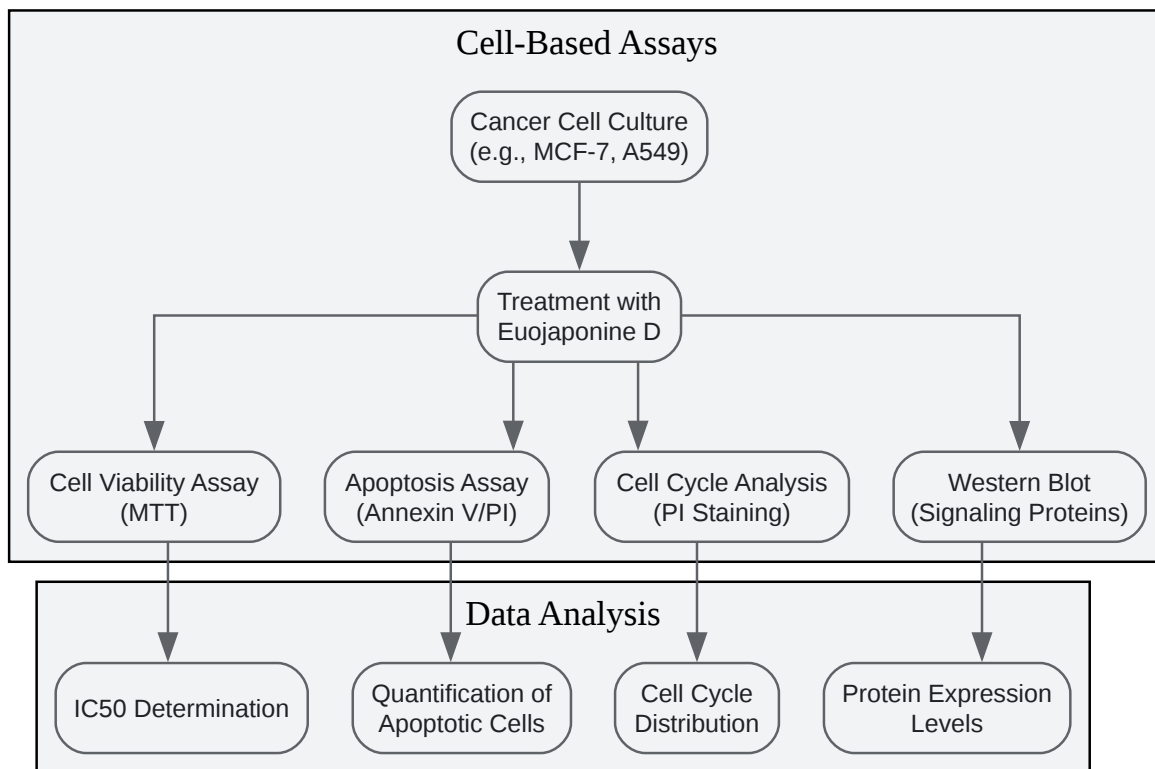 Cell-Based Assays
Cancer Cell Culture
(e.g., MCF-7, A549)
Treatment with
Euojaponine D
Cell Viability Assay
(MTT)
Apoptosis Assay
(Annexin V/PI)
Cell Cycle Analysis
(PI Staining)
Western Blot
(Signaling Proteins)
Data Analysis
IC50 Determination
Quantification of
Apoptotic Cells
Cell Cycle
Distribution
Protein Expression
Levels